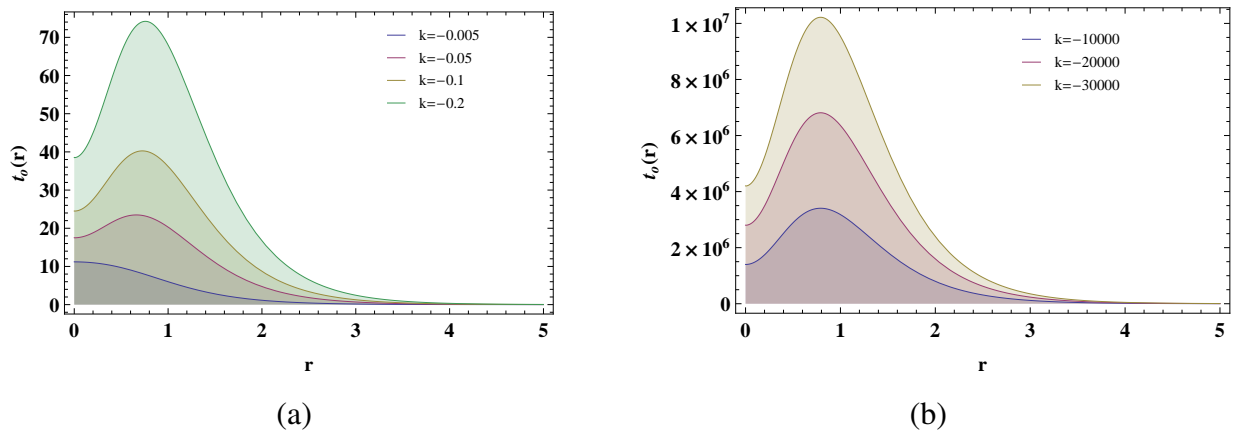 70
60
50
40
30
20
10
0
t_o(r)
k=−0.005
k=−0.05
k=−0.1
k=−0.2
0 1 2 3 4 5
r
(a)
1×10^7
8×10^6
6×10^6
4×10^6
2×10^6
0
t_o(r)
k=−10000
k=−20000
k=−30000
0 1 2 3 4 5
r
(b)